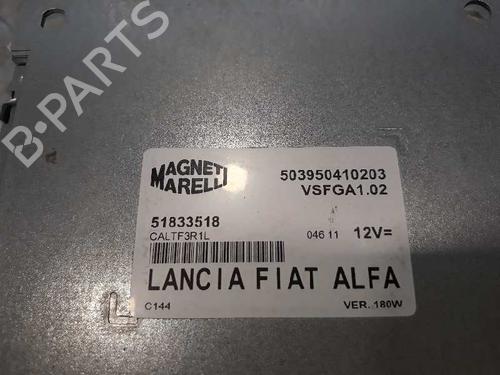 B-PARTS
MAGNETI MARELLI
503950410203
VSFGA1.02
51833518
CALTF3R1L
046 11 12V=
LANCIA FIAT ALFA
C144 VER. 180W